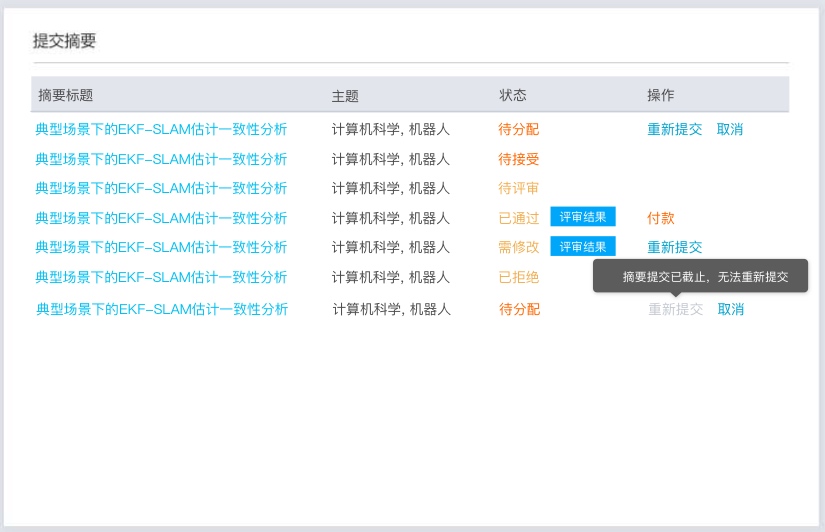 提交摘要
摘要标题 主题 状态 操作
典型场景下的EKF-SLAM估计一致性分析 计算机科学, 机器人 待分配 重新提交 取消
典型场景下的EKF-SLAM估计一致性分析 计算机科学, 机器人 待接受
典型场景下的EKF-SLAM估计一致性分析 计算机科学, 机器人 待评审
典型场景下的EKF-SLAM估计一致性分析 计算机科学, 机器人 已通过 评审结果 付款
典型场景下的EKF-SLAM估计一致性分析 计算机科学, 机器人 需修改 评审结果 重新提交
典型场景下的EKF-SLAM估计一致性分析 计算机科学, 机器人 已拒绝
摘要提交已截止，无法重新提交
典型场景下的EKF-SLAM估计一致性分析 计算机科学, 机器人 待分配 重新提交 取消